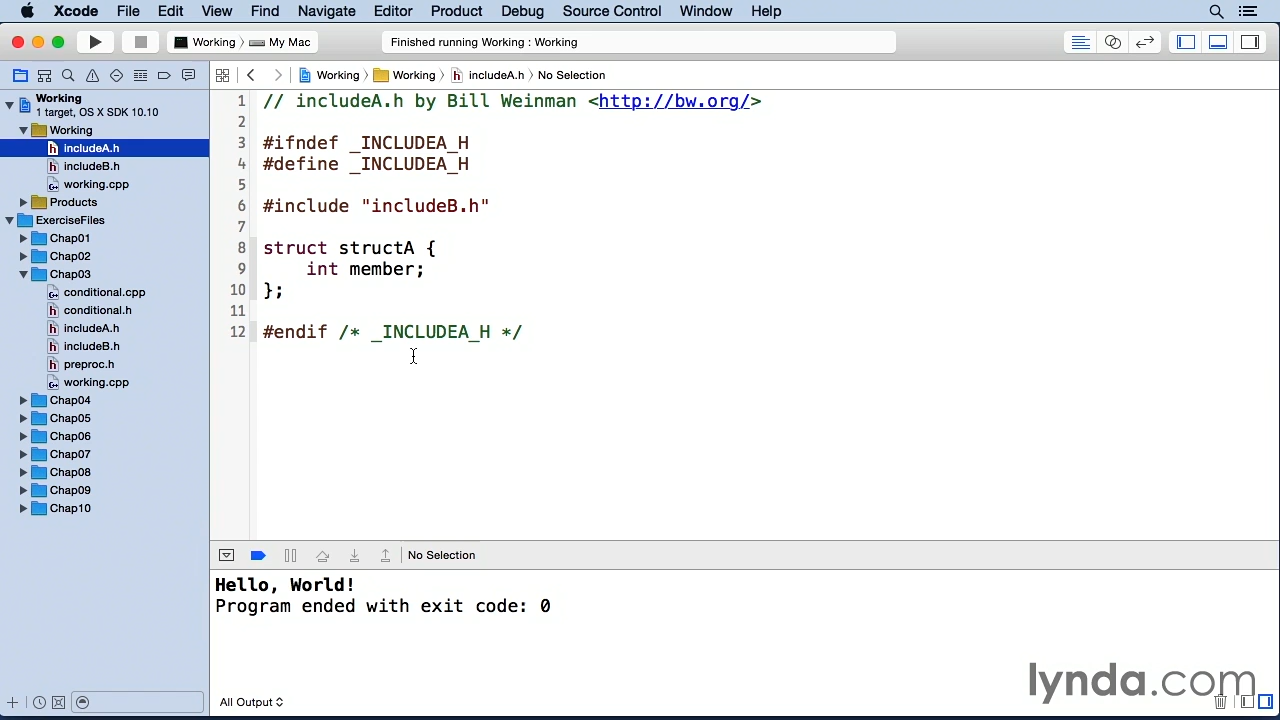 Xcode File Edit View Find Navigate Editor Product Debug Source Control Window Help
Working My Mac
Finished running Working : Working
Working Working includeA.h No Selection
Working
1 target, OS X SDK 10.10
Working
includeA.h
includeB.h
working.cpp
Products
ExerciseFiles
Chap01
Chap02
Chap03
conditional.cpp
conditional.h
includeA.h
includeB.h
preproc.h
working.cpp
Chap04
Chap05
Chap06
Chap07
Chap08
Chap09
Chap10
1 // includeA.h by Bill Weinman <http://bw.org/>
2
3 #ifndef _INCLUDEA_H
4 #define _INCLUDEA_H
5
6 #include "includeB.h"
7
8 struct structA {
9 int member;
10 };
11
12 #endif /* _INCLUDEA_H */
No Selection
Hello, World!
Program ended with exit code: 0
All Output
lynda.com